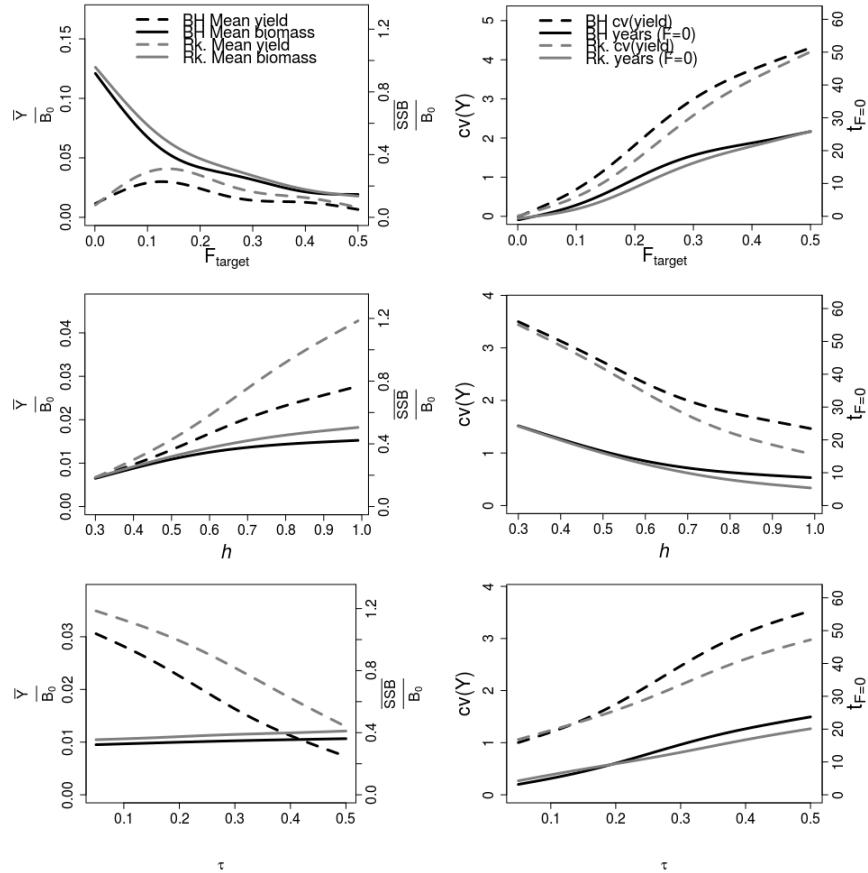 BH Mean yield
BH Mean biomass
Rk. Mean yield
Rk. Mean biomass
0.00 0.05 0.10 0.15
Y̅
B₀
0.0 0.4 0.8 1.2
S̅S̅B̅
B₀
0.0 0.1 0.2 0.3 0.4 0.5
F_target
BH cv(yield)
BH years (F=0)
Rk. cv(yield)
Rk. years (F=0)
0 1 2 3 4 5
cv(Y)
0 10 20 30 40 50 60
t_F=0
0.0 0.1 0.2 0.3 0.4 0.5
F_target
0.00 0.01 0.02 0.03 0.04
Y̅
B₀
0.0 0.4 0.8 1.2
S̅S̅B̅
B₀
0.3 0.4 0.5 0.6 0.7 0.8 0.9 1.0
h
0 1 2 3 4
cv(Y)
0 10 20 30 40 50 60
t_F=0
0.3 0.4 0.5 0.6 0.7 0.8 0.9 1.0
h
0.00 0.01 0.02 0.03
Y̅
B₀
0.0 0.4 0.8 1.2
S̅S̅B̅
B₀
0.1 0.2 0.3 0.4 0.5
τ
0 1 2 3 4
cv(Y)
0 10 20 30 40 50 60
t_F=0
0.1 0.2 0.3 0.4 0.5
τ